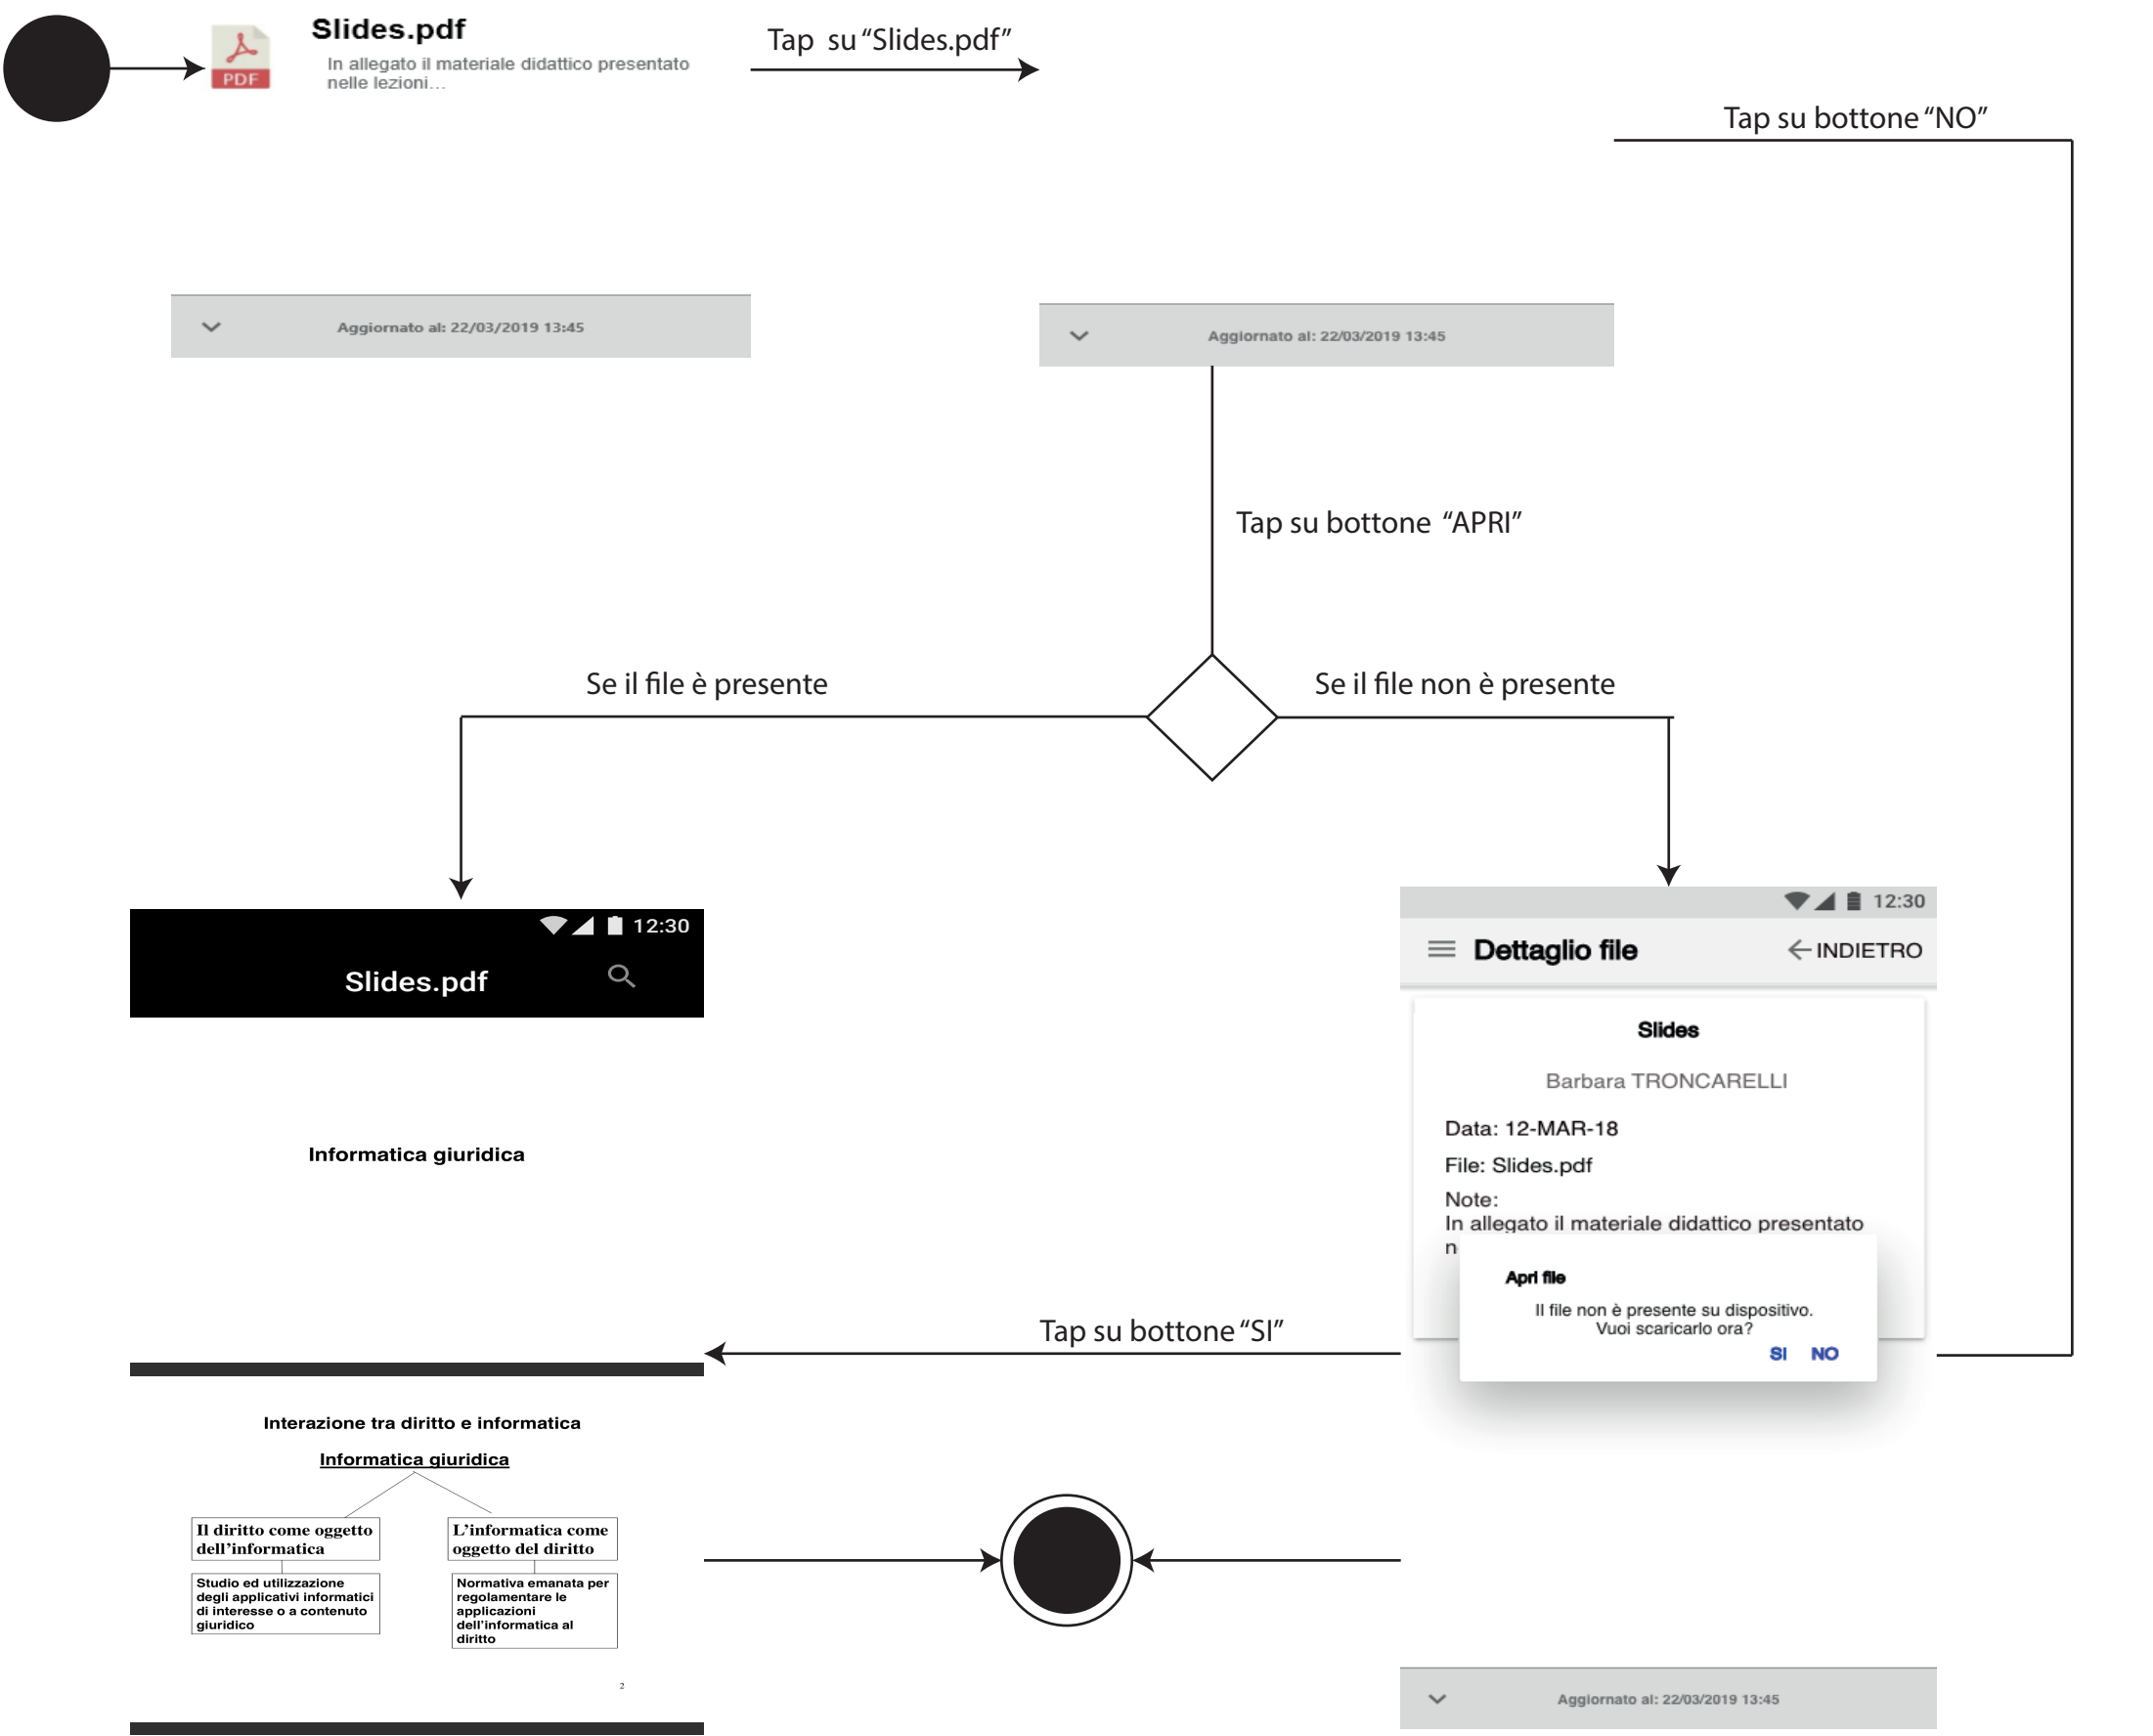 Slides.pdf
In allegato il materiale didattico presentato
nelle lezioni...
PDF
Tap su “Slides.pdf”
Tap su bottone “NO”
Aggiornato al: 22/03/2019 13:45
Aggiornato al: 22/03/2019 13:45
Tap su bottone “APRI”
Se il file è presente
Se il file non è presente
12:30
Slides.pdf
Informatica giuridica
Interazione tra diritto e informatica
Informatica giuridica
Il diritto come oggetto
dell'informatica
L'informatica come
oggetto del diritto
Studio ed utilizzazione
degli applicativi informatici
di interesse o a contenuto
giuridico
Normativa emanata per
regolamentare le
applicazioni
dell'informatica al
diritto
2
Tap su bottone “SI”
12:30
Dettaglio file
INDIETRO
Slides
Barbara TRONCARELLI
Data: 12-MAR-18
File: Slides.pdf
Note:
In allegato il materiale didattico presentato
n
Apri file
Il file non è presente su dispositivo.
Vuoi scaricarlo ora?
SI NO
Aggiornato al: 22/03/2019 13:45